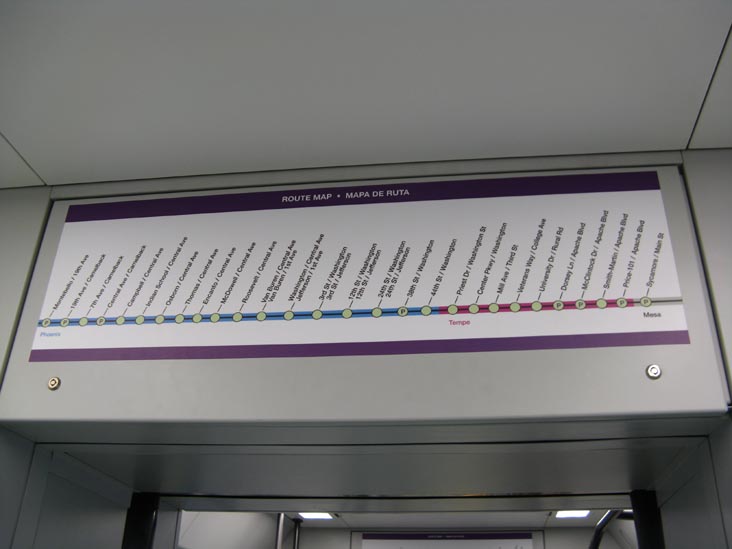 ROUTE MAP • MAPA DE RUTA
Montebello / 19th Ave
19th Ave / Camelback
7th Ave / Camelback
Central Ave / Camelback
Campbell / Central Ave
Indian School / Central Ave
Osborn / Central Ave
Thomas / Central Ave
Encanto / Central Ave
McDowell / Central Ave
Roosevelt / Central Ave
Van Buren / Central Ave
Van Buren / 1st Ave
Washington / Central Ave
Jefferson / 1st Ave
3rd St / Washington
3rd St / Jefferson
12th St / Washington
12th St / Jefferson
24th St / Washington
24th St / Jefferson
38th St / Washington
44th St / Washington
Priest Dr / Washington St
Center Pkwy / Washington
Mill Ave / Third St
Veterans Way / College Ave
University Dr / Rural Rd
Dorsey Ln / Apache Blvd
McClintock Dr / Apache Blvd
Smith-Martin / Apache Blvd
Price-101 / Apache Blvd
Sycamore / Main St
P P P P P P P P
Phoenix
Tempe
Mesa